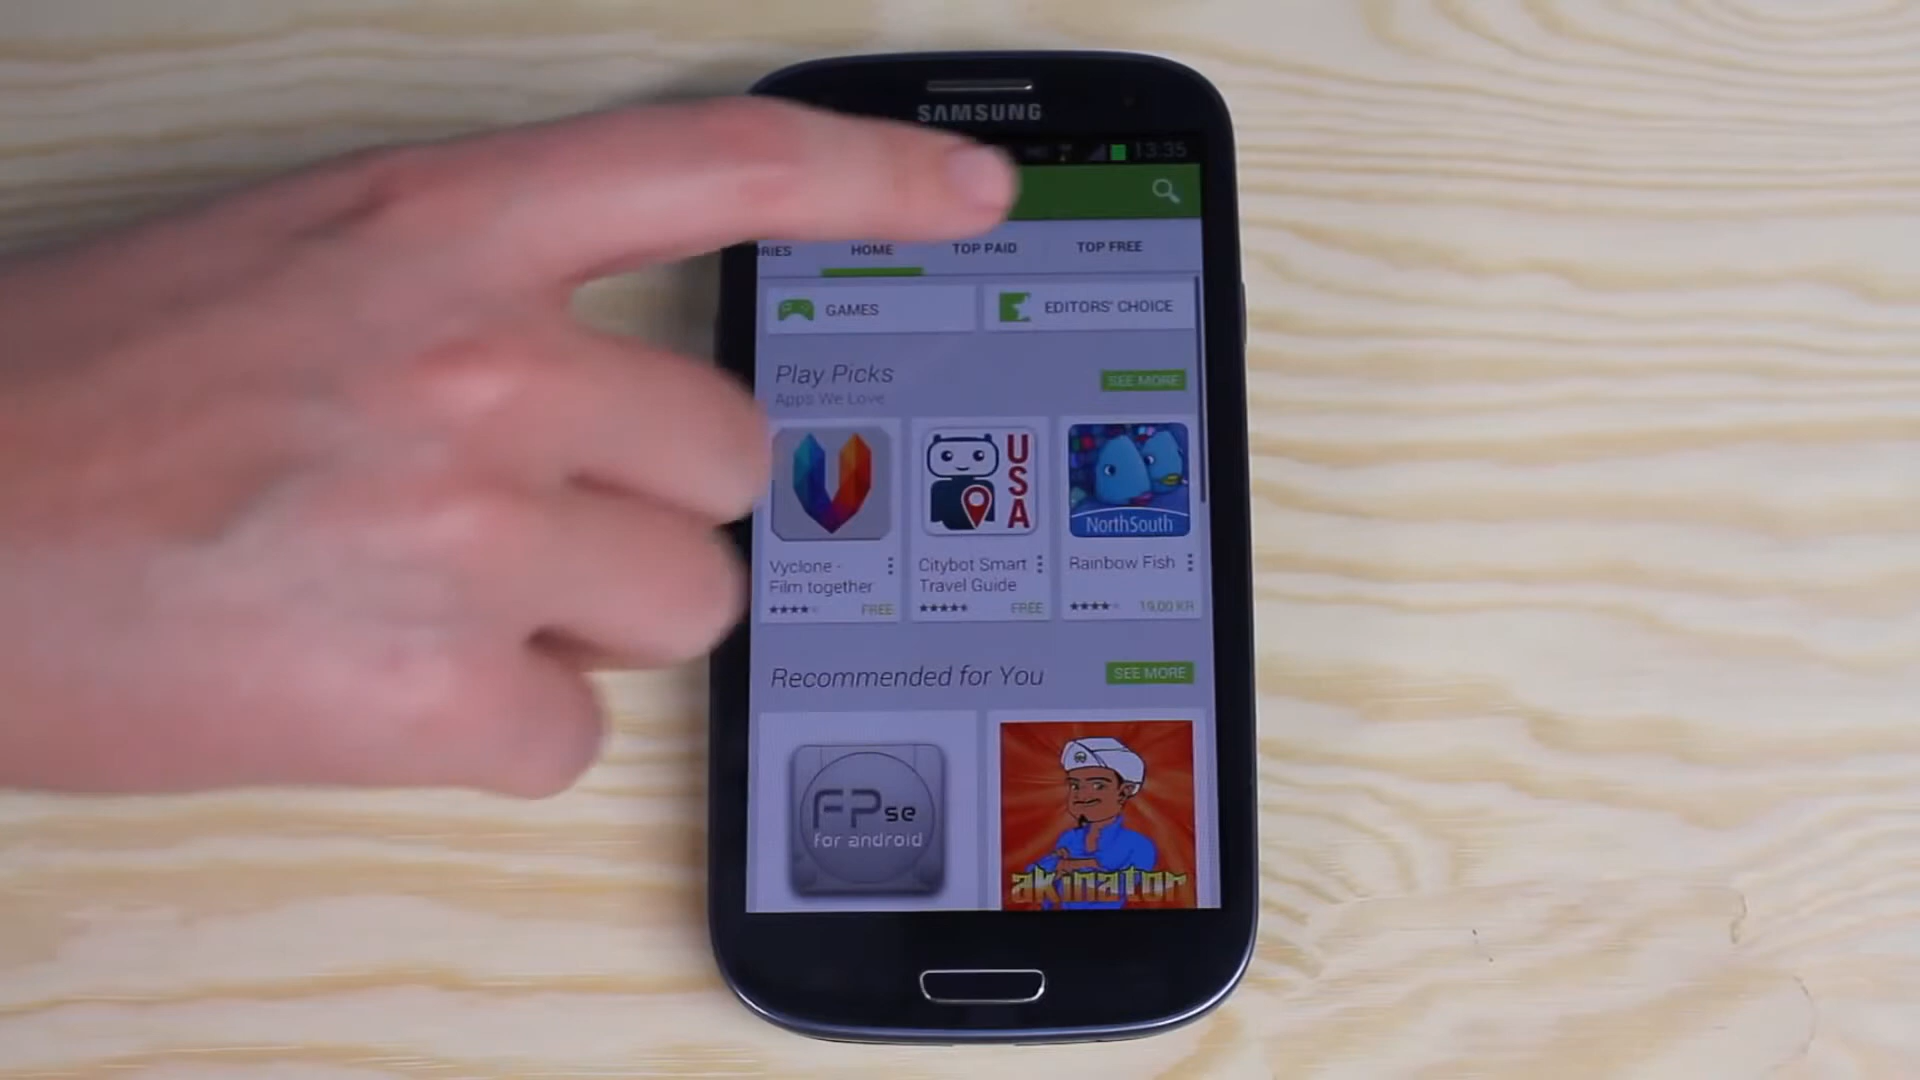 SAMSUNG
13:35
RIES HOME TOP PAID TOP FREE
GAMES EDITORS' CHOICE
Play Picks
Apps We Love
SEE MORE
USA
NorthSouth
Vyclone -
Film together
FREE
Citybot Smart
Travel Guide
FREE
Rainbow Fish
19,00 KR
Recommended for You
SEE MORE
FPse
for android
akinator